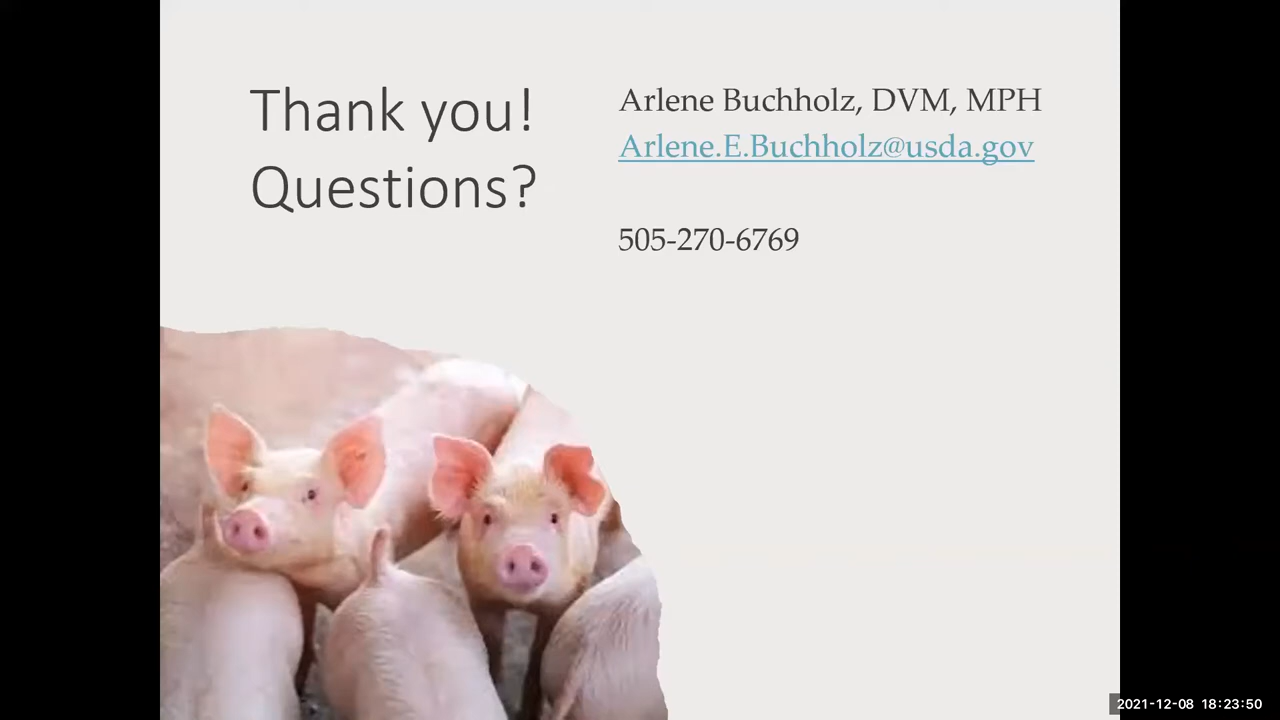 Thank you!
Questions?
Arlene Buchholz, DVM, MPH
Arlene.E.Buchholz@usda.gov
505-270-6769
2021-12-08 18:23:50